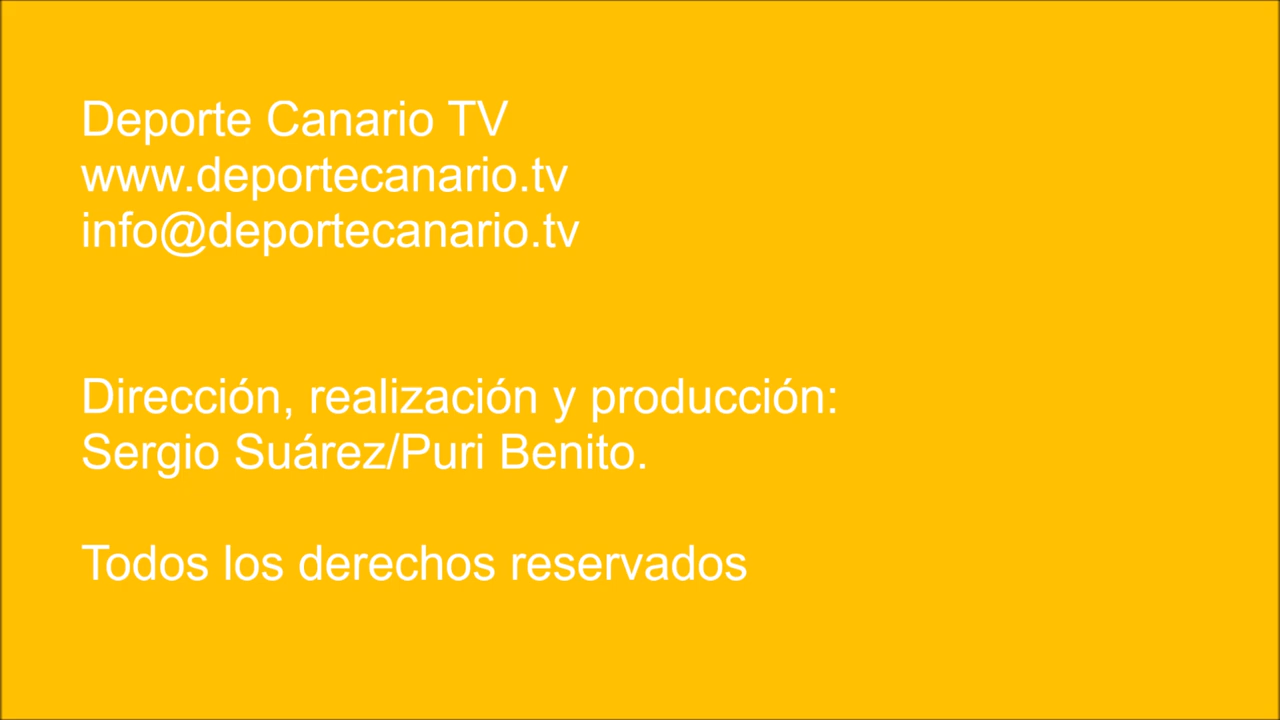 Deporte Canario TV
www.deportecanario.tv
info@deportecanario.tv
Dirección, realización y producción:
Sergio Suárez/Puri Benito.
Todos los derechos reservados